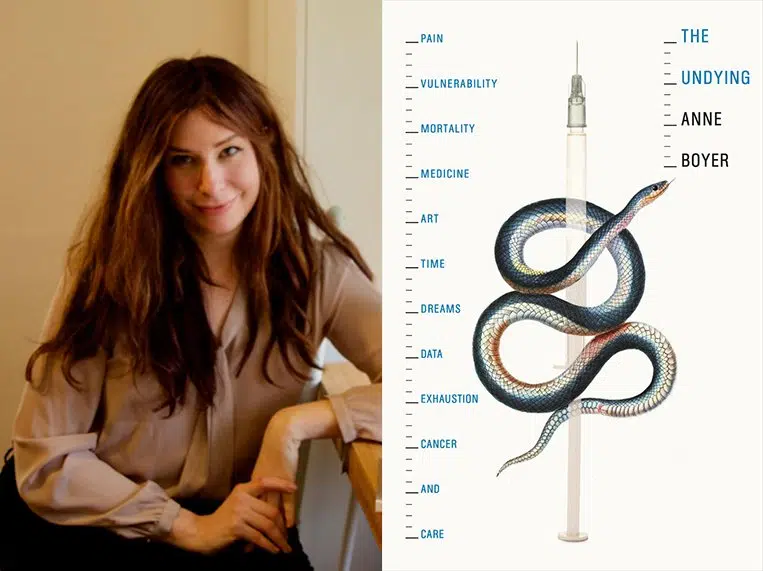 PAIN
VULNERABILITY
MORTALITY
MEDICINE
ART
TIME
DREAMS
DATA
EXHAUSTION
CANCER
AND
CARE
THE
UNDYING
ANNE
BOYER